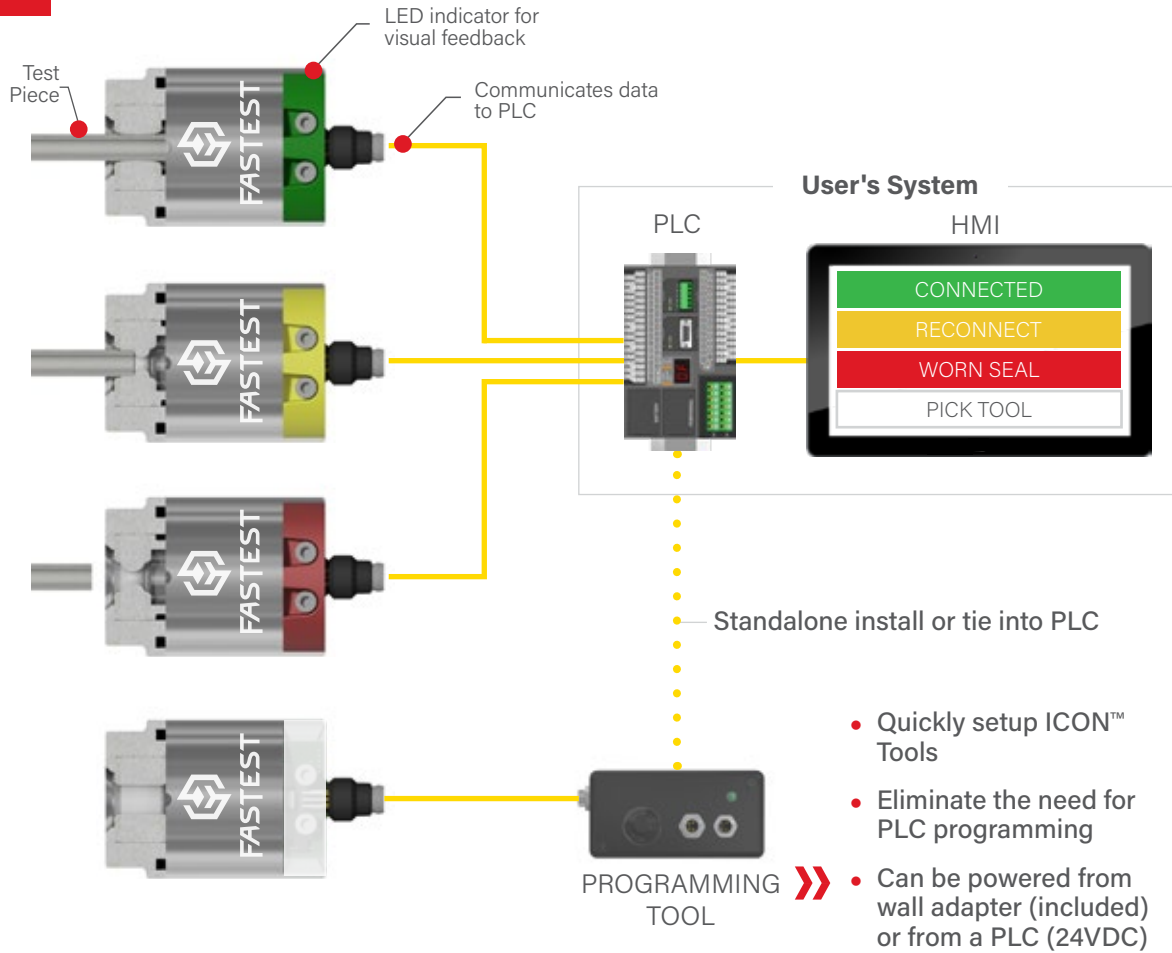 LED indicator for
visual feedback
Test
Piece
Communicates data
to PLC
FASTEST
User's System
PLC
HMI
CONNECTED
RECONNECT
WORN SEAL
PICK TOOL
FASTEST
FASTEST
Standalone install or tie into PLC
FASTEST
PROGRAMMING
TOOL
• Quickly setup ICON™
Tools
• Eliminate the need for
PLC programming
• Can be powered from
wall adapter (included)
or from a PLC (24VDC)